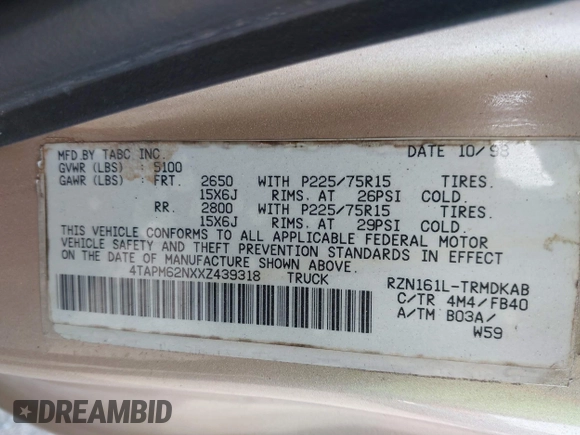 MFD.BY TABC INC. DATE 10/98
GVWR (LBS) : 5100
GAWR (LBS) : FRT. 2650 WITH P225/75R15 TIRES.
15X6J RIMS. AT 26PSI COLD.
RR. 2800 WITH P225/75R15 TIRES.
15X6J RIMS. AT 29PSI COLD.
THIS VEHICLE CONFORMS TO ALL APPLICABLE FEDERAL MOTOR
VEHICLE SAFETY AND THEFT PREVENTION STANDARDS IN EFFECT
ON THE DATE OF MANUFACTURE SHOWN ABOVE.
4TAPM62NXXZ439318 TRUCK
RZN161L-TRMDKAB
C/TR 4M4/FB40
A/TM B03A/
W59
DREAMBID